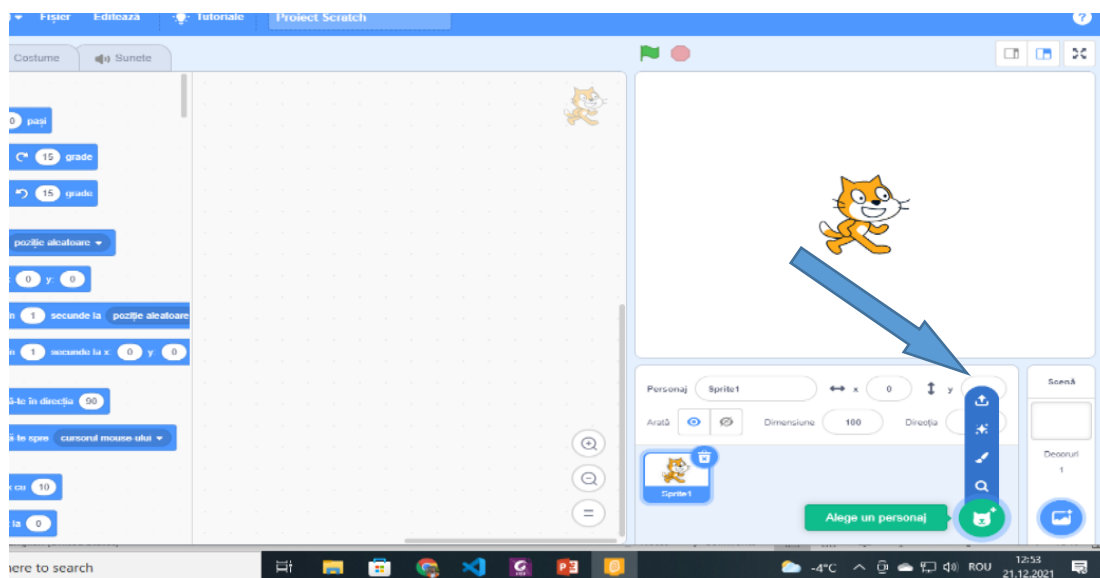 Fișier Editează Tutoriale Proiect Scratch
Costume Sunete
pași
15 grade
15 grade
poziție aleatoare
0 y: 0
1 secunde la poziție aleatoare
1 secunde la x: 0 y: 0
în direcția 90
spre cursorul mouse-ului
cu 10
la 0
Personaj Sprite1 x 0 y
Arată Dimensiune 100 Direcția
Sprite1
Alege un personaj
Scenă
Decoruri
1
here to search
-4°C ROU 12:53
21.12.2021